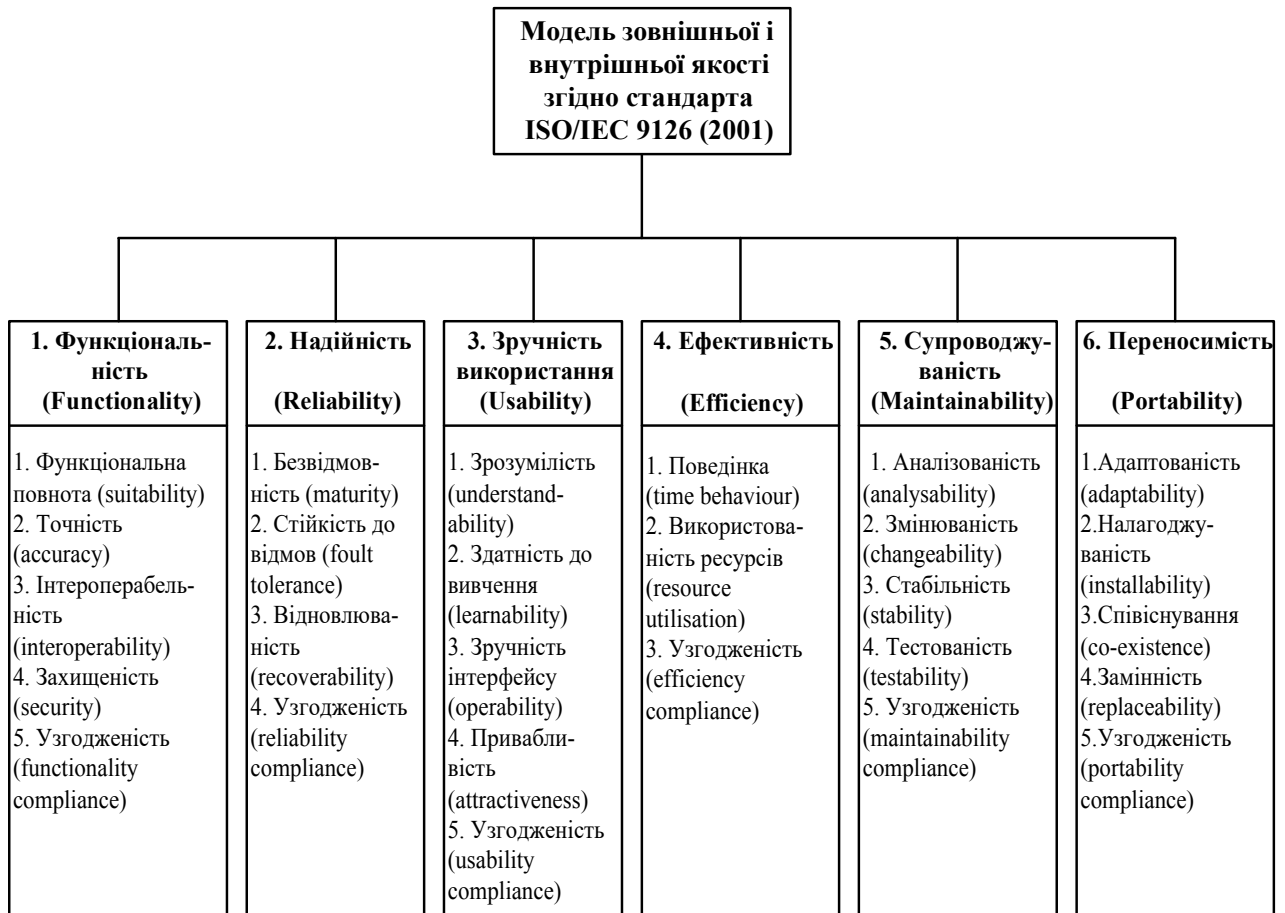 Модель зовнішньої і
внутрішньої якості
згідно стандарта
ISO/IEC 9126 (2001)
1. Функціональ-
ність
(Functionality)
1. Функціональна
повнота (suitability)
2. Точність
(accuracy)
3. Інтероперабель-
ність
(interoperability)
4. Захищеність
(security)
5. Узгодженість
(functionality
compliance)
2. Надійність
(Reliability)
1. Безвідмов-
ність (maturity)
2. Стійкість до
відмов (foult
tolerance)
3. Відновлюва-
ність
(recoverability)
4. Узгодженість
(reliability
compliance)
3. Зручність
використання
(Usability)
1. Зрозумілість
(understand-
ability)
2. Здатність до
вивчення
(learnability)
3. Зручність
інтерфейсу
(operability)
4. Привабли-
вість
(attractiveness)
5. Узгодженість
(usability
compliance)
4. Ефективність
(Efficiency)
1. Поведінка
(time behaviour)
2. Використова-
ність ресурсів
(resource
utilisation)
3. Узгодженість
(efficiency
compliance)
5. Супроводжу-
ваність
(Maintainability)
1. Аналізованість
(analysability)
2. Змінюваність
(changeability)
3. Стабільність
(stability)
4. Тестованість
(testability)
5. Узгодженість
(maintainability
compliance)
6. Переносимість
(Portability)
1.Адаптованість
(adaptability)
2.Налагоджу-
ваність
(installability)
3.Співіснування
(co-existence)
4.Замінність
(replaceability)
5.Узгодженість
(portability
compliance)